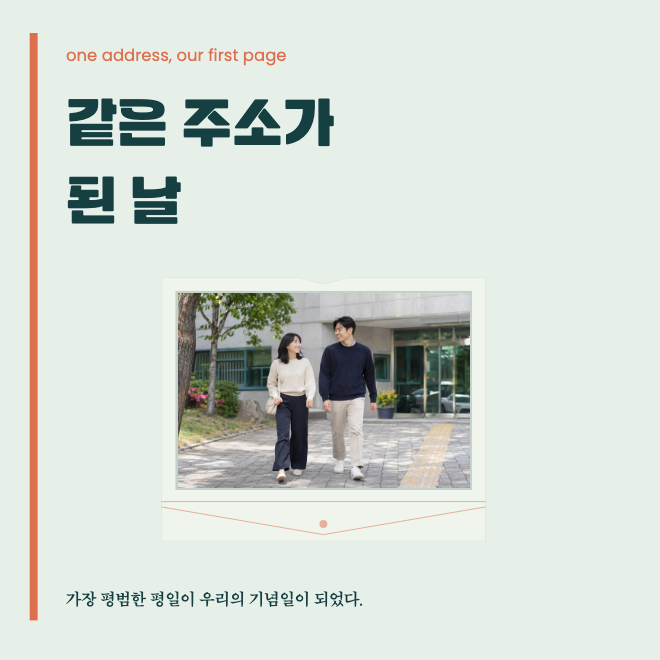 one address, our first page
같은 주소가
된 날
가장 평범한 평일이 우리의 기념일이 되었다.